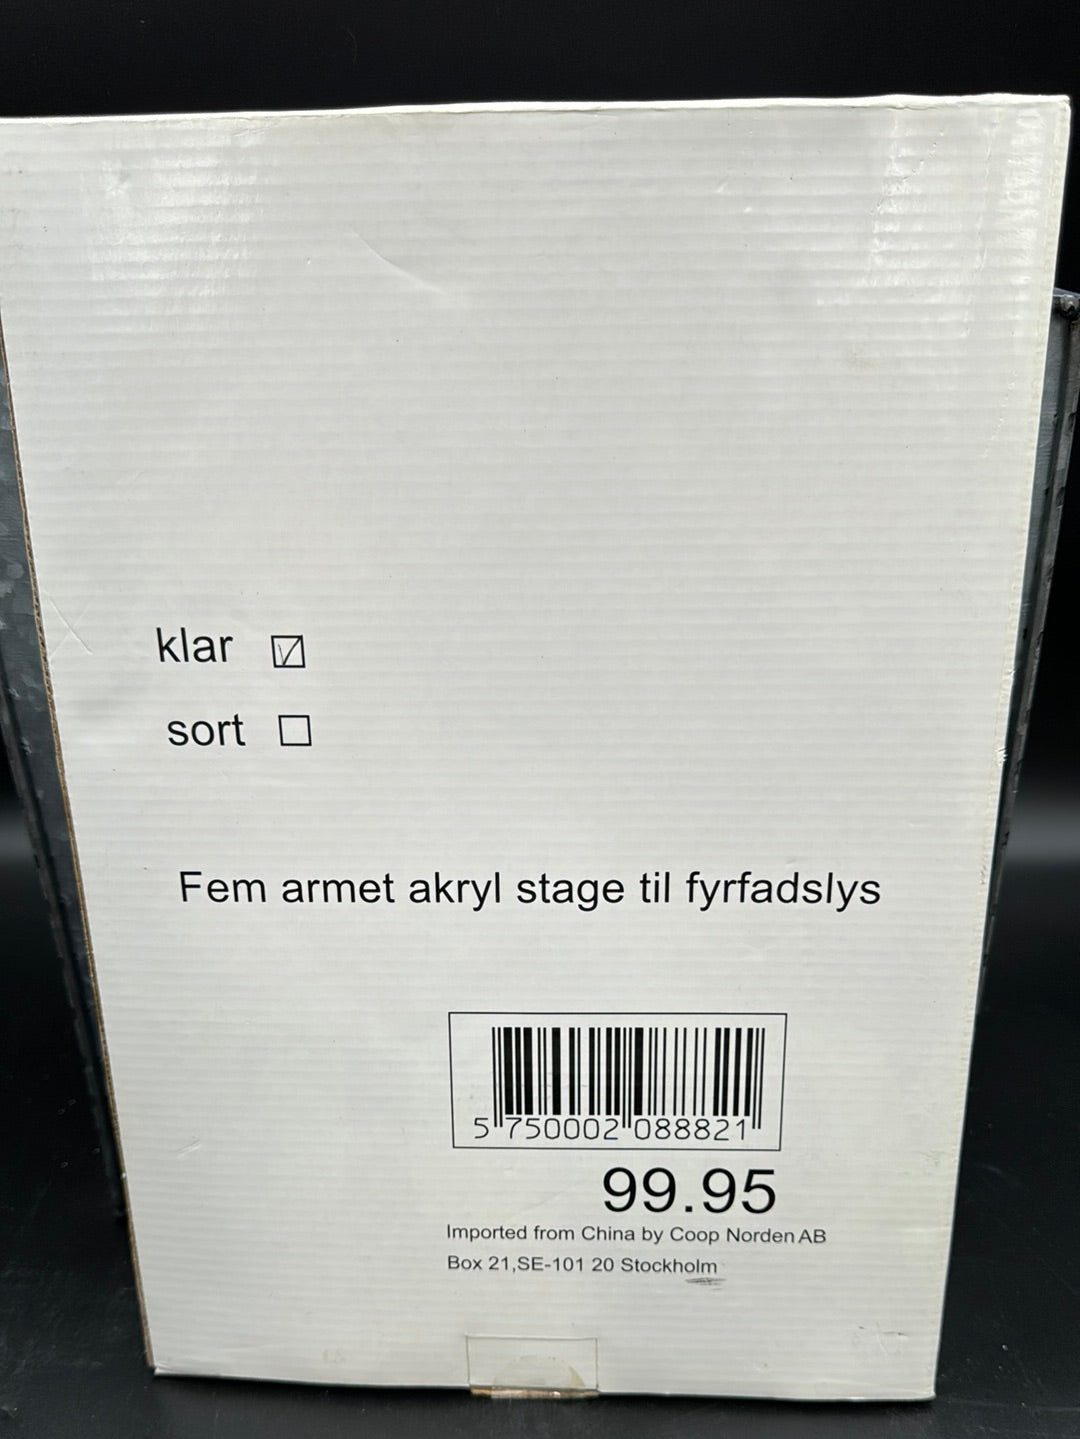 klar
sort
Fem armet akryl stage til fyrfadslys
5 750002 088821
99.95
Imported from China by Coop Norden AB
Box 21,SE-101 20 Stockholm